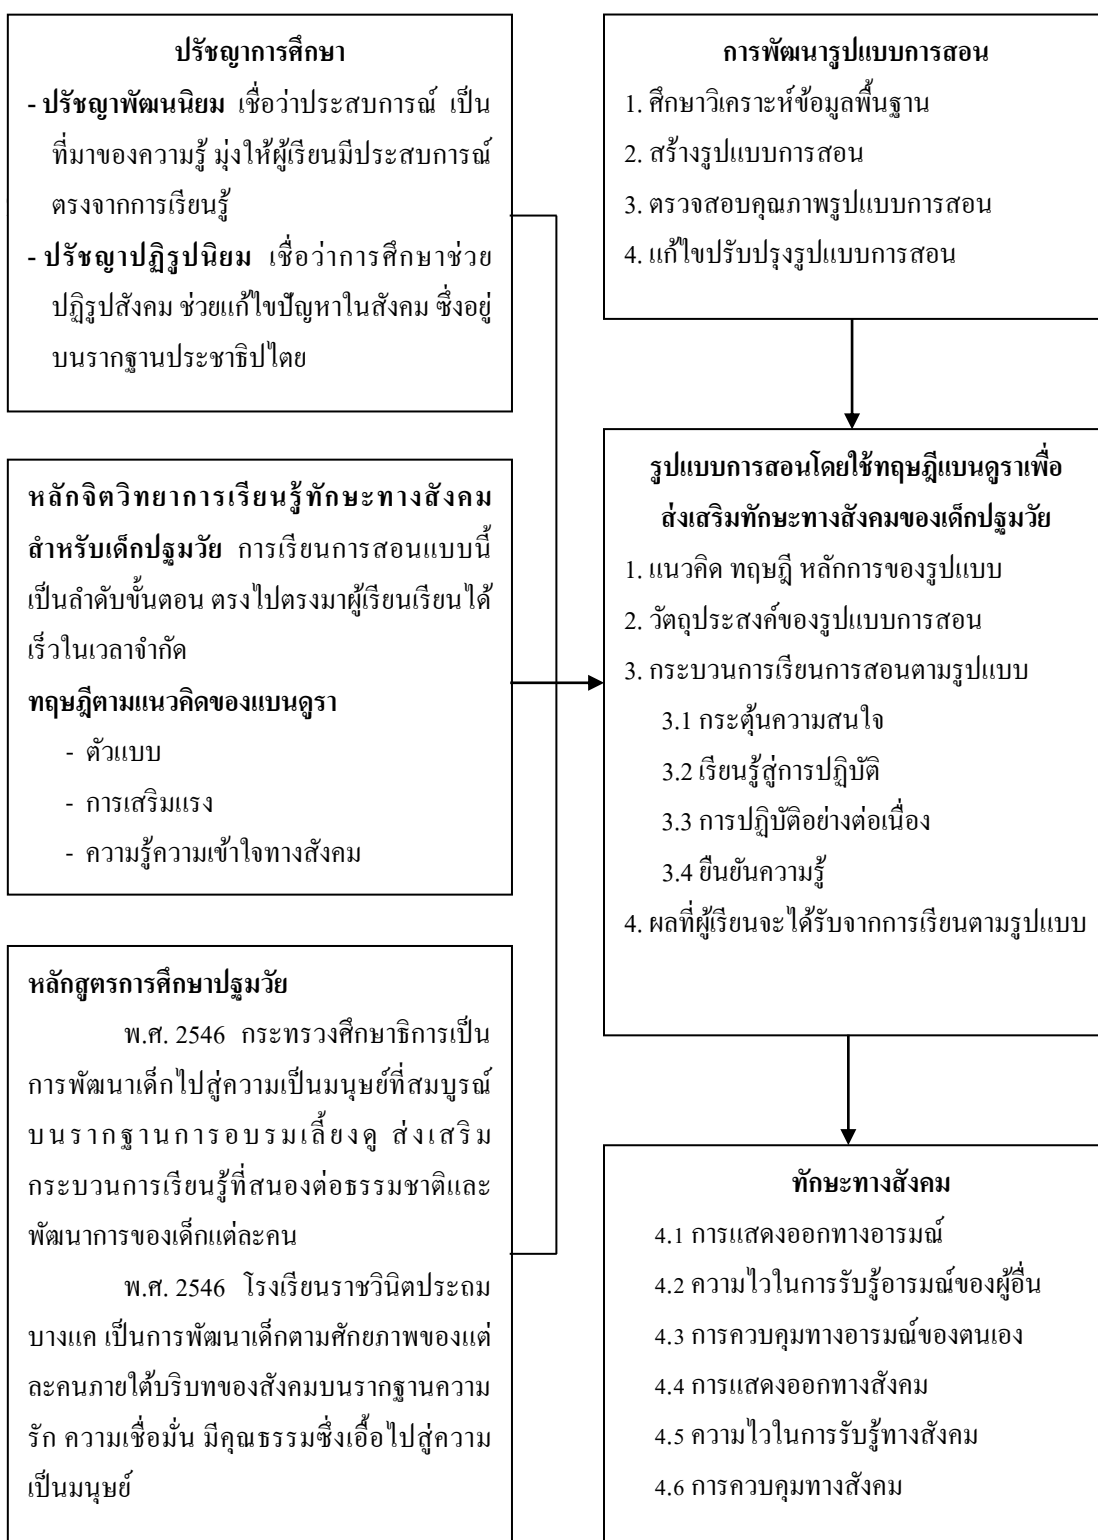 ปรัชญาการศึกษา
- ปรัชญาพัฒนนิยม เชื่อว่าประสบการณ์ เป็น
ที่มาของความรู้ มุ่งให้ผู้เรียนมีประสบการณ์
ตรงจากการเรียนรู้
- ปรัชญาปฏิรูปนิยม เชื่อว่าการศึกษาช่วย
ปฏิรูปสังคม ช่วยแก้ไขปัญหาในสังคม ซึ่งอยู่
บนรากฐานประชาธิปไตย
หลักจิตวิทยาการเรียนรู้ทักษะทางสังคม
สำหรับเด็กปฐมวัย การเรียนการสอนแบบนี้
เป็นลำดับขั้นตอน ตรงไปตรงมาผู้เรียนเรียนได้
เร็วในเวลาจำกัด
ทฤษฎีตามแนวคิดของแบนดูรา
- ตัวแบบ
- การเสริมแรง
- ความรู้ความเข้าใจทางสังคม
หลักสูตรการศึกษาปฐมวัย
พ.ศ. 2546 กระทรวงศึกษาธิการเป็น
การพัฒนาเด็กไปสู่ความเป็นมนุษย์ที่สมบูรณ์
บนรากฐานการอบรมเลี้ยงดู ส่งเสริม
กระบวนการเรียนรู้ที่สนองต่อธรรมชาติและ
พัฒนาการของเด็กแต่ละคน
พ.ศ. 2546 โรงเรียนราชวินิตประถม
บางแค เป็นการพัฒนาเด็กตามศักยภาพของแต่
ละคนภายใต้บริบทของสังคมบนรากฐานความ
รัก ความเชื่อมั่น มีคุณธรรมซึ่งเอื้อไปสู่ความ
เป็นมนุษย์
การพัฒนารูปแบบการสอน
1. ศึกษาวิเคราะห์ข้อมูลพื้นฐาน
2. สร้างรูปแบบการสอน
3. ตรวจสอบคุณภาพรูปแบบการสอน
4. แก้ไขปรับปรุงรูปแบบการสอน
รูปแบบการสอนโดยใช้ทฤษฎีแบนดูราเพื่อ
ส่งเสริมทักษะทางสังคมของเด็กปฐมวัย
1. แนวคิด ทฤษฎี หลักการของรูปแบบ
2. วัตถุประสงค์ของรูปแบบการสอน
3. กระบวนการเรียนการสอนตามรูปแบบ
3.1 กระตุ้นความสนใจ
3.2 เรียนรู้สู่การปฏิบัติ
3.3 การปฏิบัติอย่างต่อเนื่อง
3.4 ยืนยันความรู้
4. ผลที่ผู้เรียนจะได้รับจากการเรียนตามรูปแบบ
ทักษะทางสังคม
4.1 การแสดงออกทางอารมณ์
4.2 ความไวในการรับรู้อารมณ์ของผู้อื่น
4.3 การควบคุมทางอารมณ์ของตนเอง
4.4 การแสดงออกทางสังคม
4.5 ความไวในการรับรู้ทางสังคม
4.6 การควบคุมทางสังคม